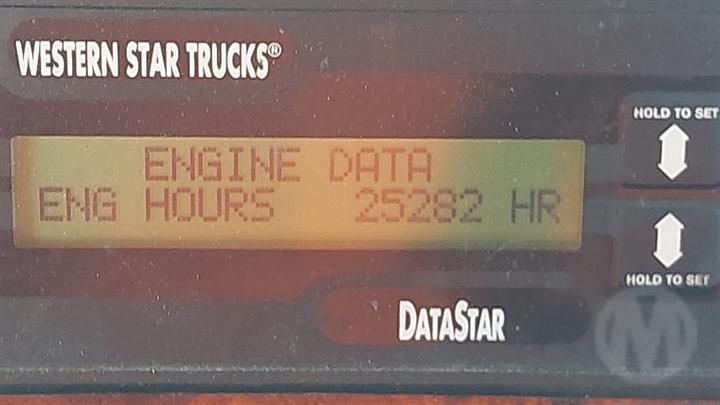 WESTERN STAR TRUCKS®
HOLD TO SET
ENGINE DATA
ENG HOURS 25282 HR
HOLD TO SET
DATASTAR
M